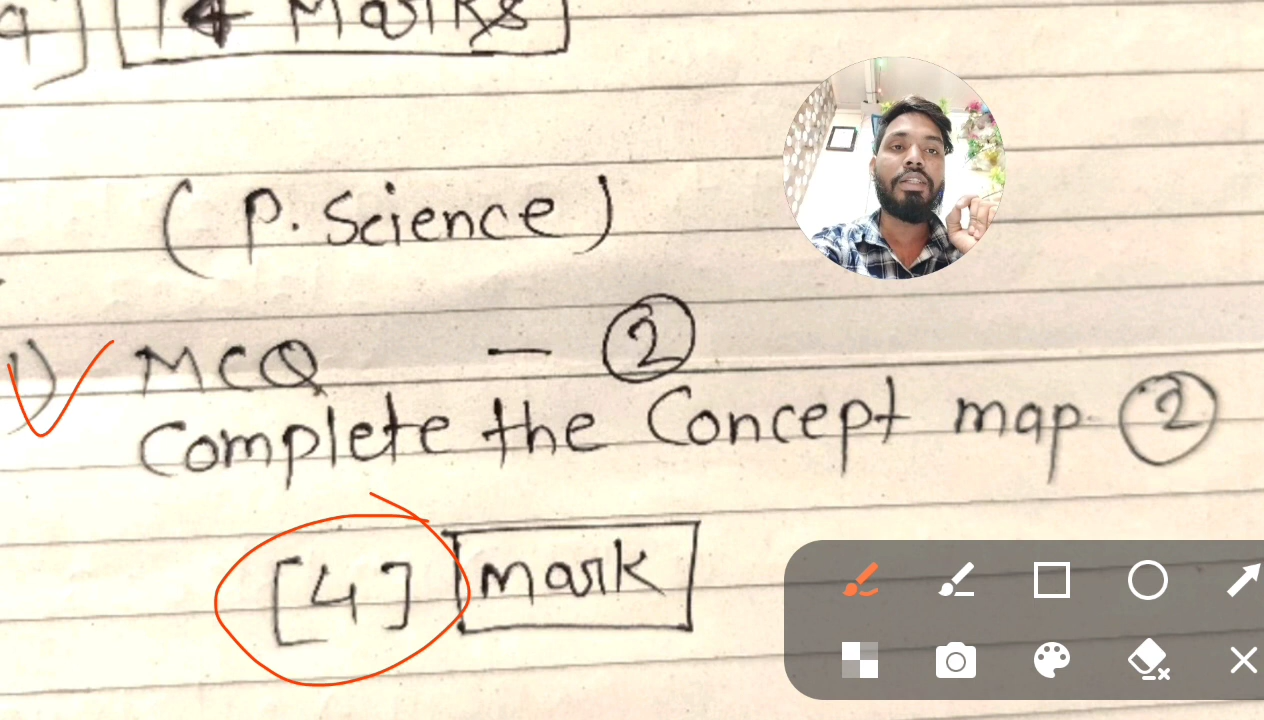 14 Marks
( P. Science )
1) MCQ — 2
Complete the Concept map 2
[4] mark